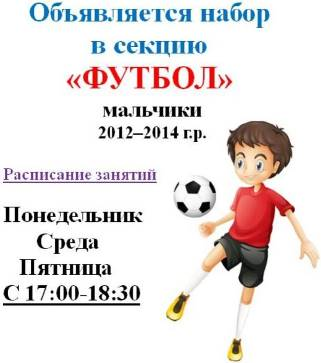 Объявляется набор
в секцию
«ФУТБОЛ»
мальчики
2012–2014 г.р.
Расписание занятий
Понедельник
Среда
Пятница
С 17:00-18:30